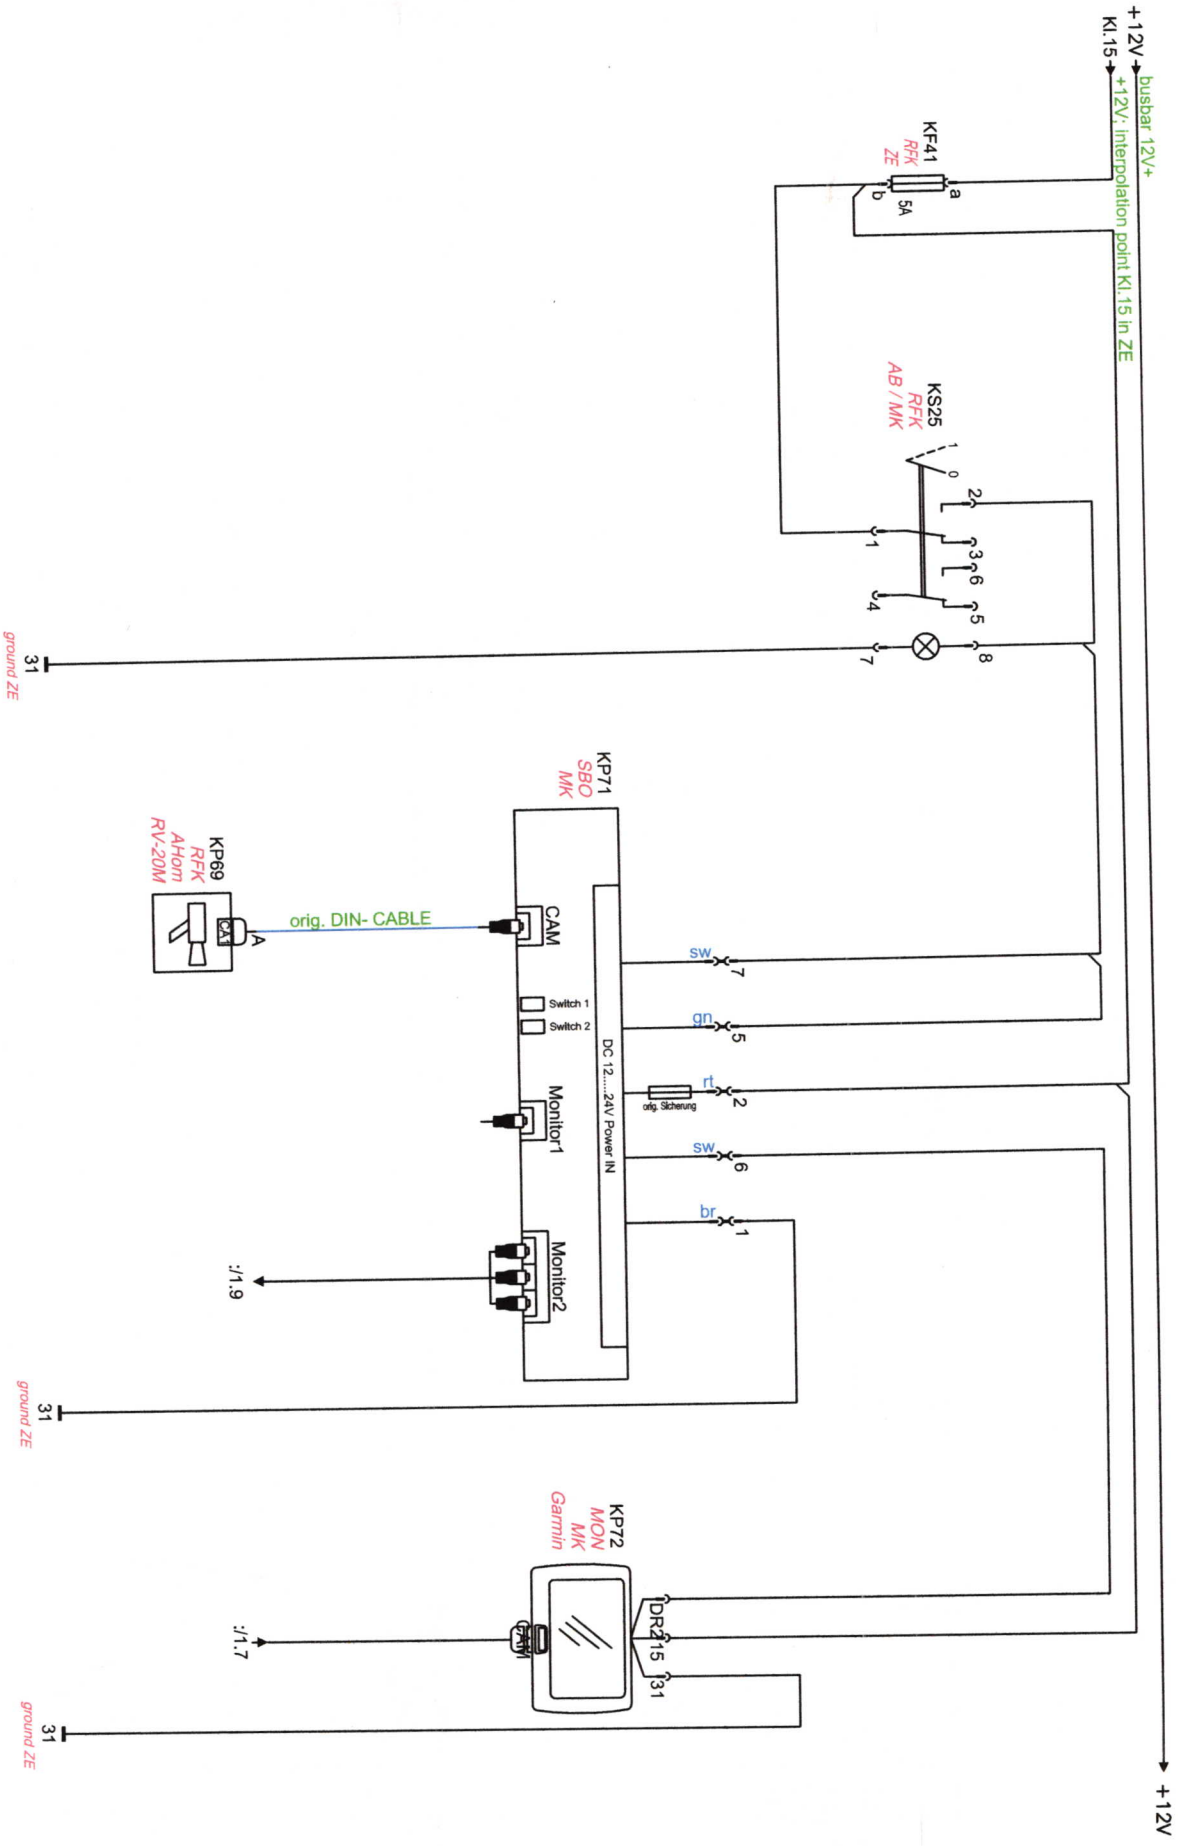 +12V
busbar 12V+
+12V
Kl.15
+12V; interpolation point Kl.15 in ZE
KF41
RFK
ZE
a
5A
b
KS25
RFK
AB / MK
1
0
2
3
6
5
8
1
4
7
31
ground ZE
KP71
SBO
MK
sw
7
gn
5
rt
2
orig. Sicherung
sw
6
br
1
DC 12.....24V Power IN
CAM
Switch 1
Switch 2
Monitor1
Monitor2
orig. DIN- CABLE
KP69
RFK
AHom
RV-20M
CA1
A
:/1.9
31
ground ZE
KP72
MON
MK
Garmin
DR2
15
31
CAM
:/1.7
31
ground ZE